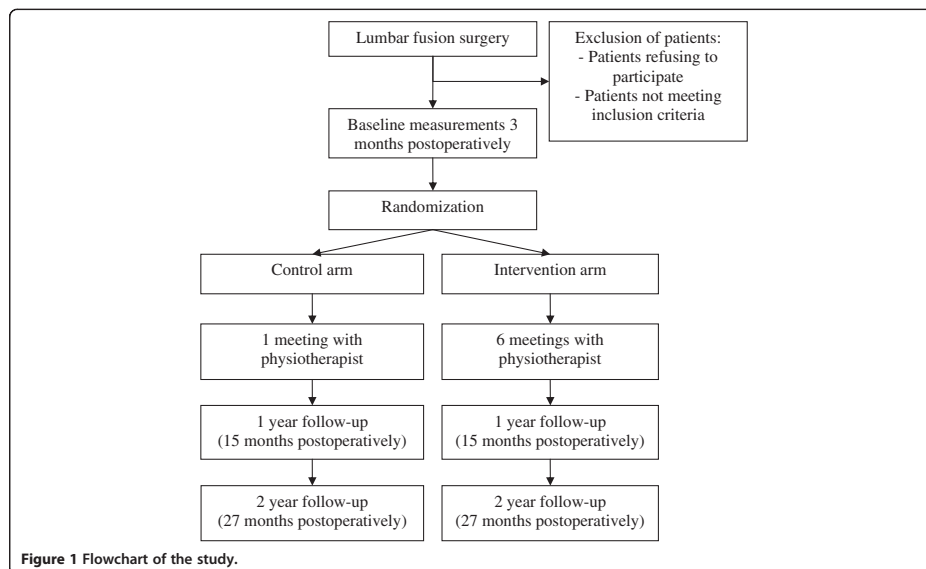 Lumbar fusion surgery
Exclusion of patients:
- Patients refusing to
participate
- Patients not meeting
inclusion criteria
Baseline measurements 3
months postoperatively
Randomization
Control arm
Intervention arm
1 meeting with
physiotherapist
6 meetings with
physiotherapist
1 year follow-up
(15 months postoperatively)
1 year follow-up
(15 months postoperatively)
2 year follow-up
(27 months postoperatively)
2 year follow-up
(27 months postoperatively)
Figure 1 Flowchart of the study.